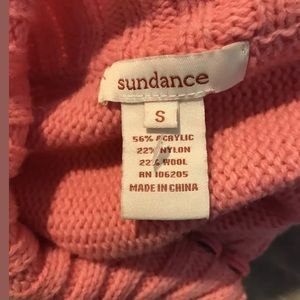 sundance
S
56% ACRYLIC
22% NYLON
22% WOOL
RN 106205
MADE IN CHINA